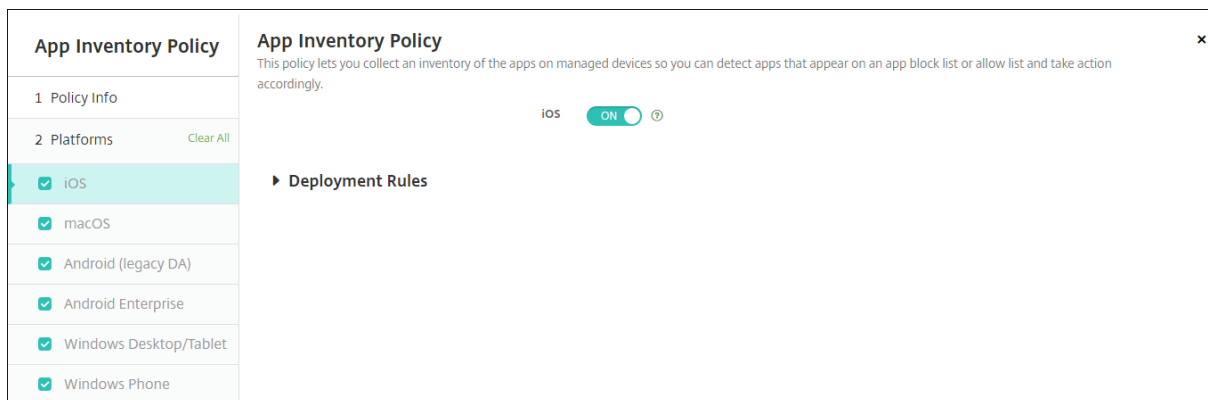 App Inventory Policy
1 Policy Info
2 Platforms
Clear All
iOS
macOS
Android (legacy DA)
Android Enterprise
Windows Desktop/Tablet
Windows Phone
App Inventory Policy
This policy lets you collect an inventory of the apps on managed devices so you can detect apps that appear on an app block list or allow list and take action
accordingly.
iOS
ON
Deployment Rules